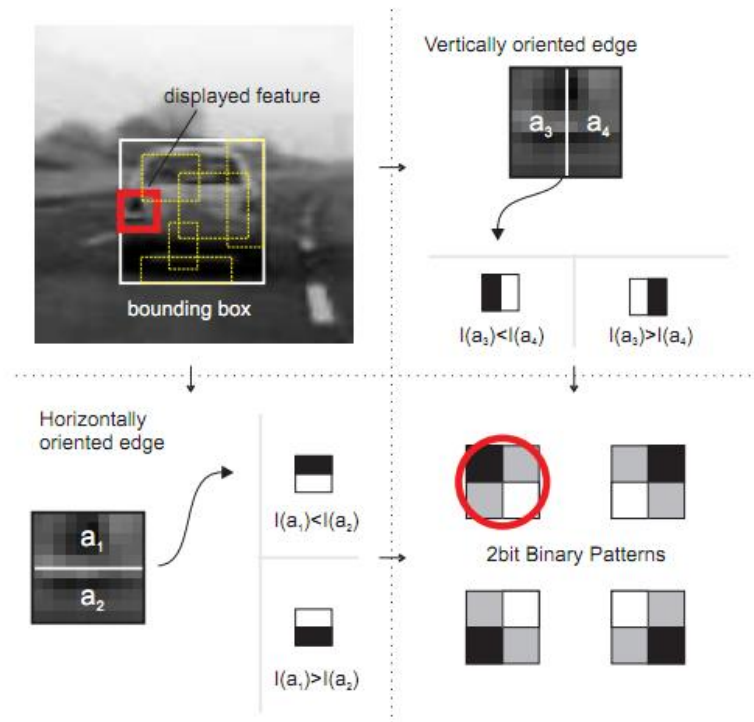 displayed feature
bounding box
Vertically oriented edge
a₃ a₄
I(a₃)<I(a₄)
I(a₃)>I(a₄)
Horizontally
oriented edge
a₁
a₂
I(a₁)<I(a₂)
I(a₁)>I(a₂)
2bit Binary Patterns